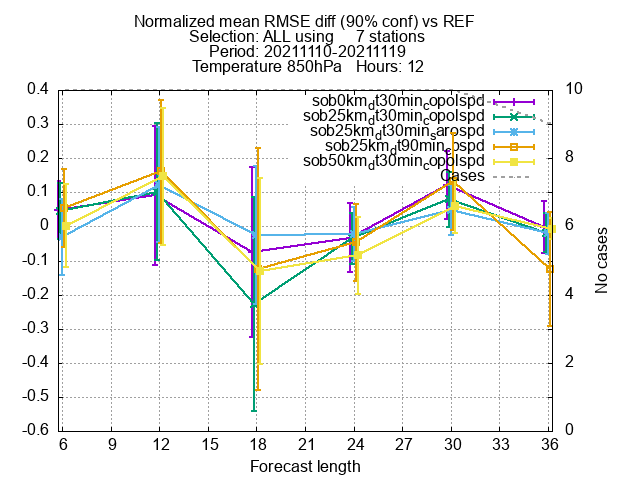 Normalized mean RMSE diff (90% conf) vs REF
Selection: ALL using 7 stations
Period: 20211110-20211119
Temperature 850hPa Hours: 12
sob0km_dt30min_copolspd
sob25km_dt30min_copolspd
sob25km_dt30min_sarospd
sob25km_dt90min_cospd
sob50km_dt30min_copolspd
Cases
0.4
0.3
0.2
0.1
0
-0.1
-0.2
-0.3
-0.4
-0.5
-0.6
10
8
6
4
2
0
No cases
6 9 12 15 18 21 24 27 30 33 36
Forecast length